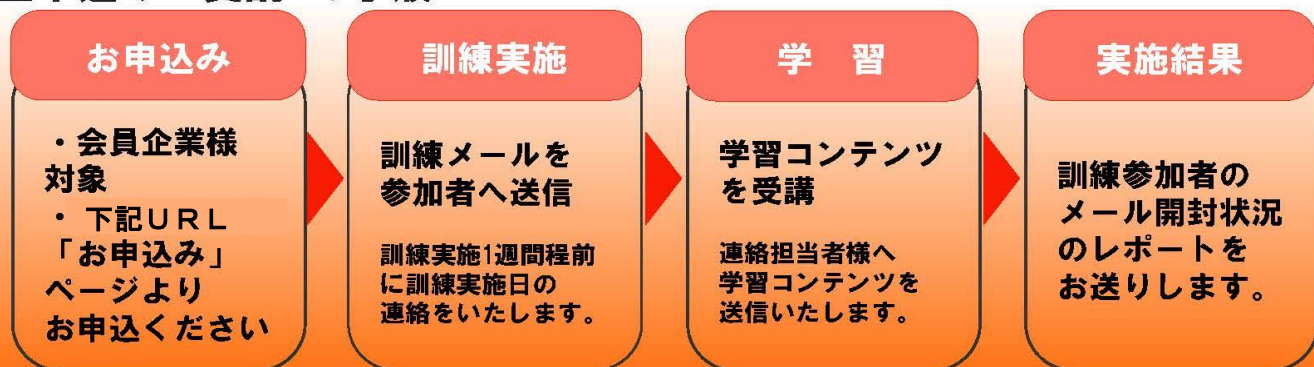 お申込み
・会員企業様
対象
・ 下記URL
「お申込み」
ページより
お申込ください
訓練実施
訓練メールを
参加者へ送信
訓練実施1週間程前
に訓練実施日の
連絡をいたします。
学 習
学習コンテンツ
を受講
連絡担当者様へ
学習コンテンツを
送信いたします。
実施結果
訓練参加者の
メール開封状況
のレポートを
お送りします。